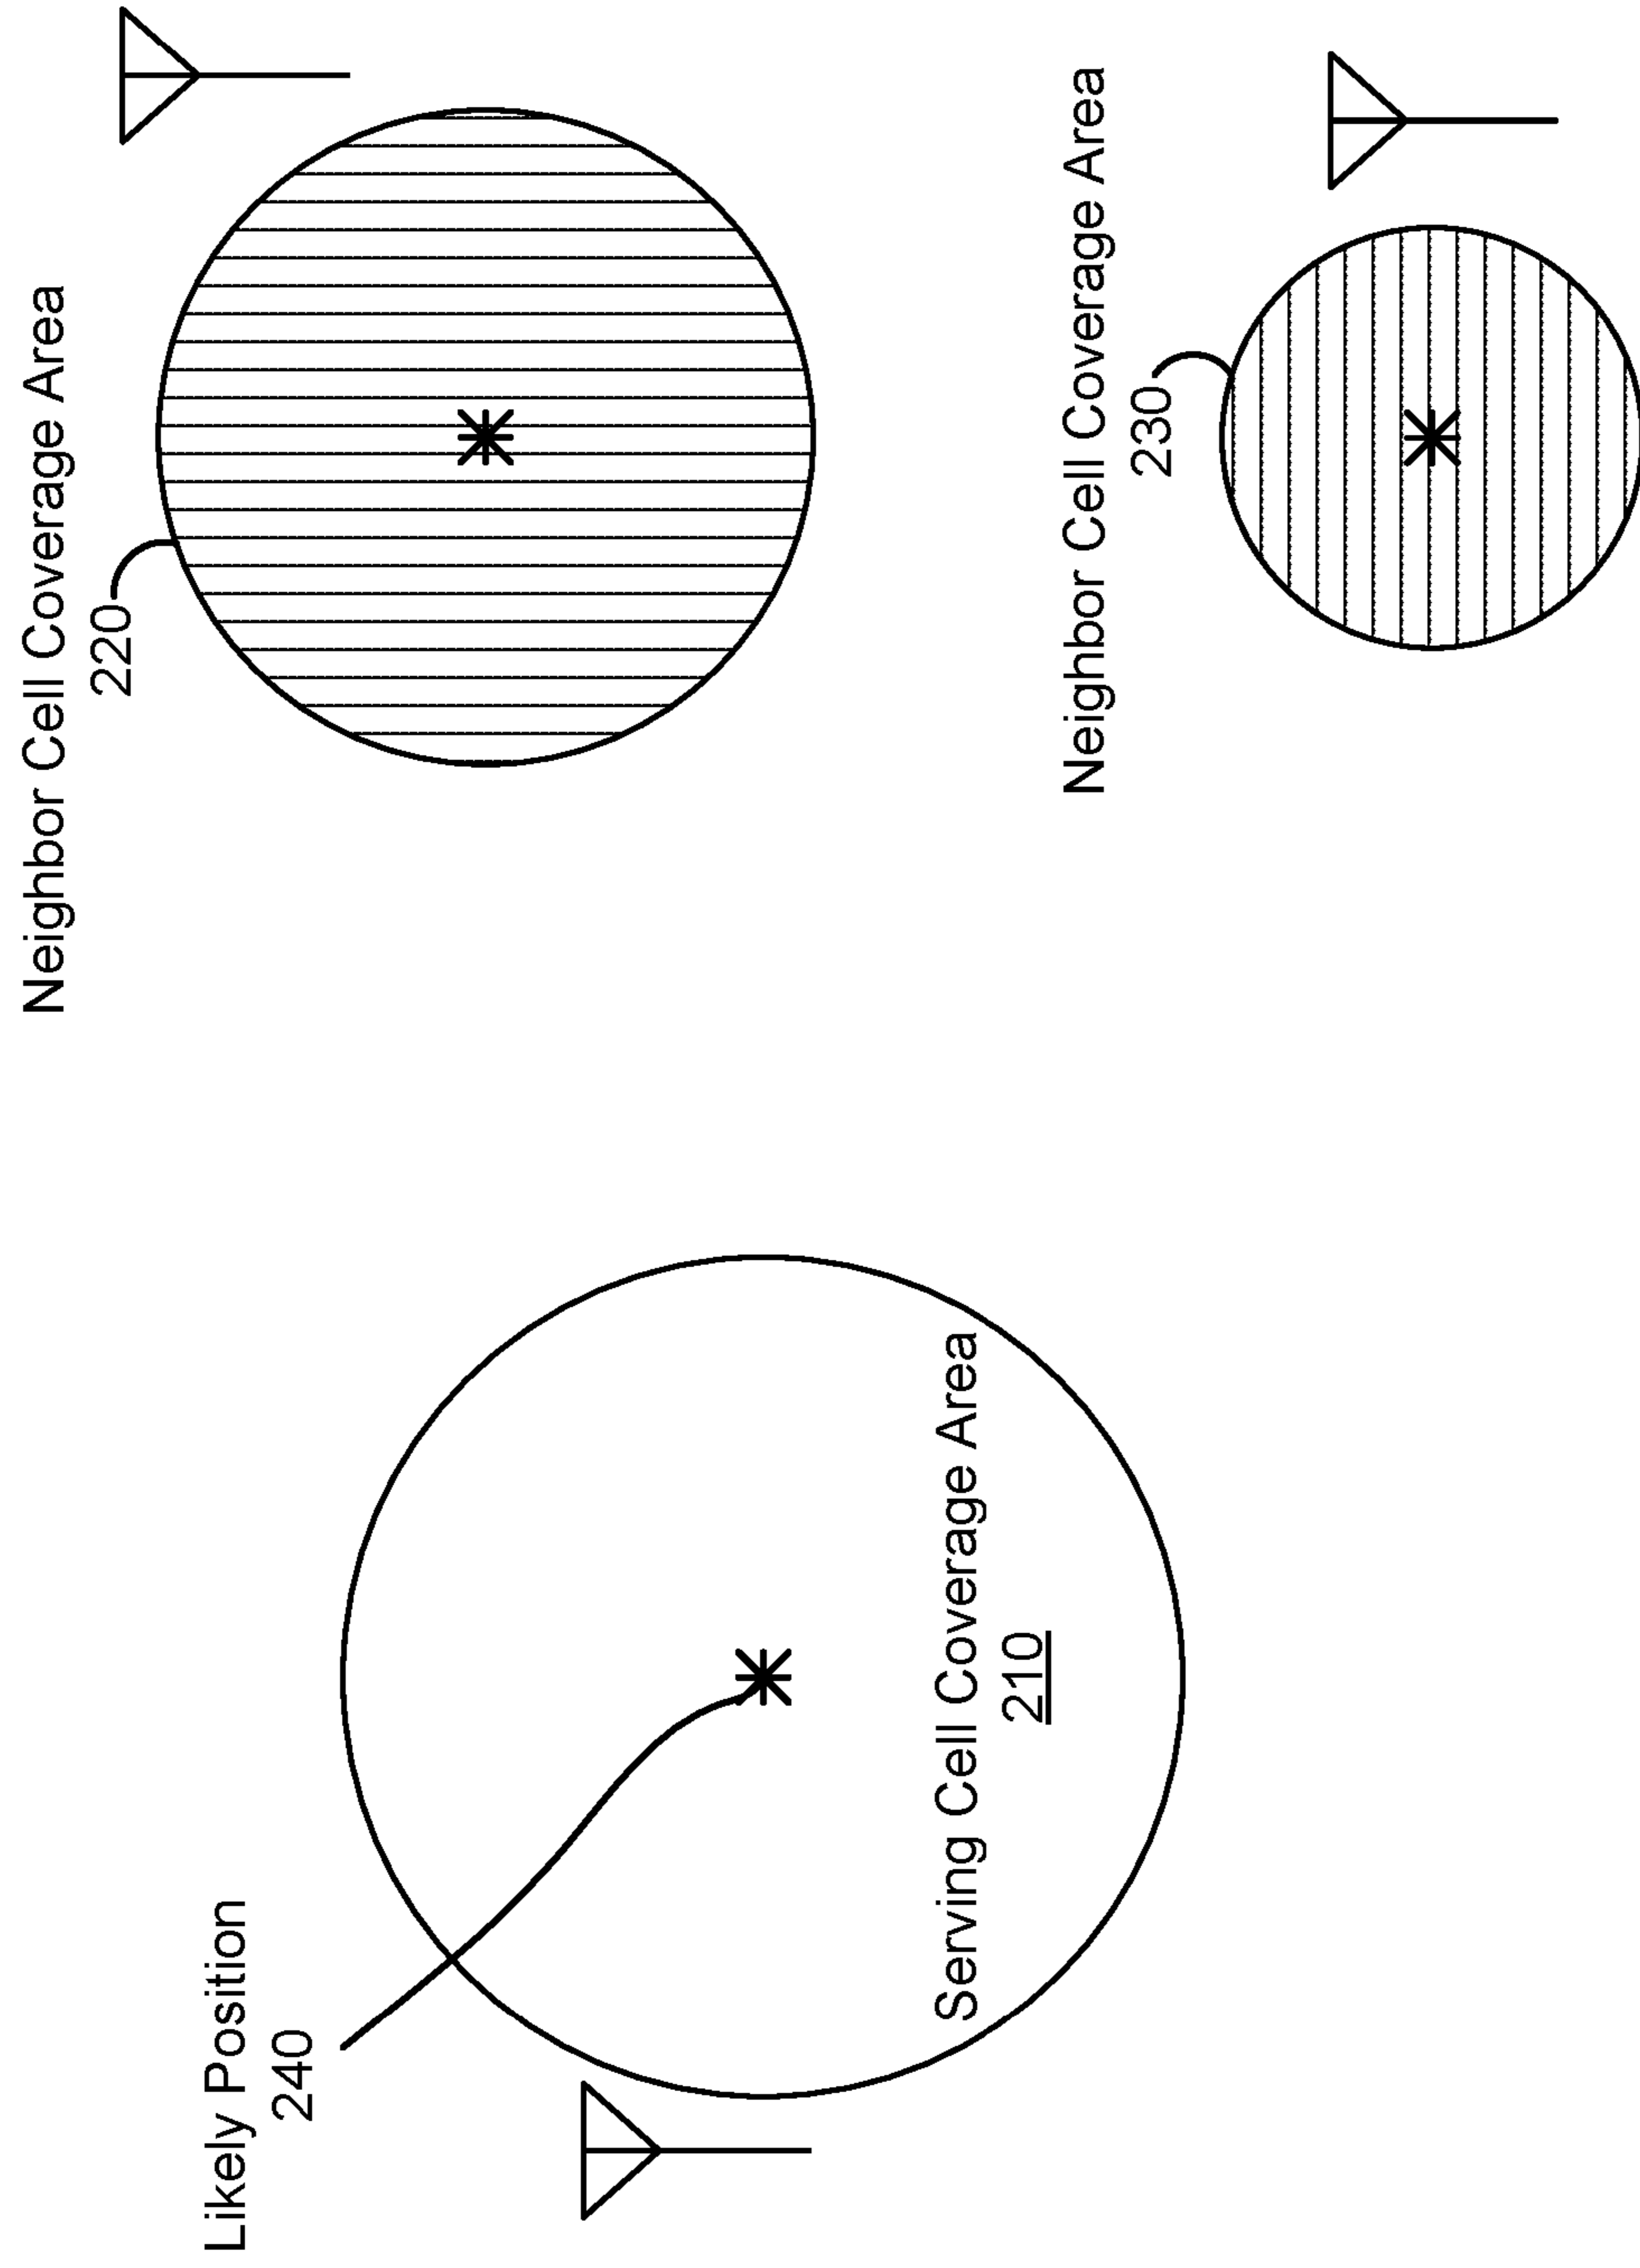 Neighbor Cell Coverage Area
220
Likely Position
240
Serving Cell Coverage Area
210
Neighbor Cell Coverage Area
230